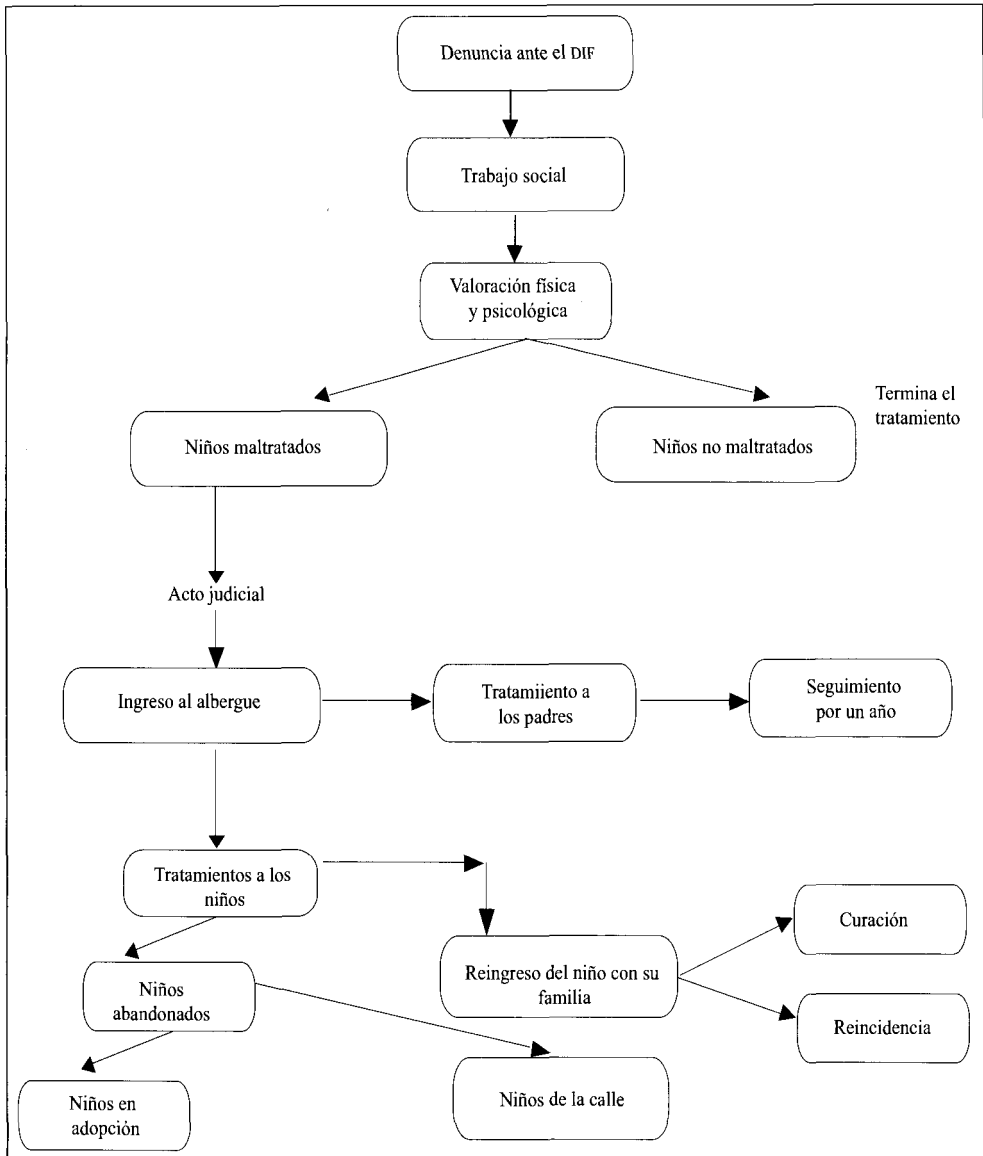 Denuncia ante el DIF
Trabajo social
Valoración física
y psicológica
Niños maltratados
Niños no maltratados
Termina el
tratamiento
Acto judicial
Ingreso al albergue
Tratamiiento a
los padres
Seguimiento
por un año
Tratamientos a los
niños
Reingreso del niño con su
familia
Curación
Reincidencia
Niños
abandonados
Niños en
adopción
Niños de la calle